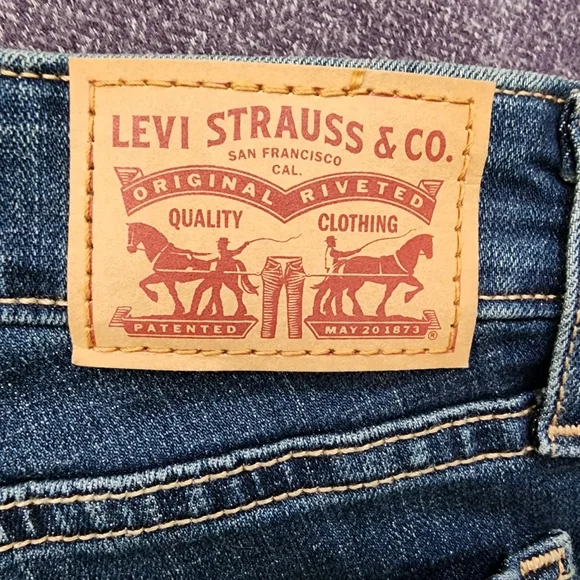 LEVI STRAUSS & CO.
SAN FRANCISCO
CAL.
ORIGINAL RIVETED
QUALITY CLOTHING
PATENTED MAY 20 1873 ®